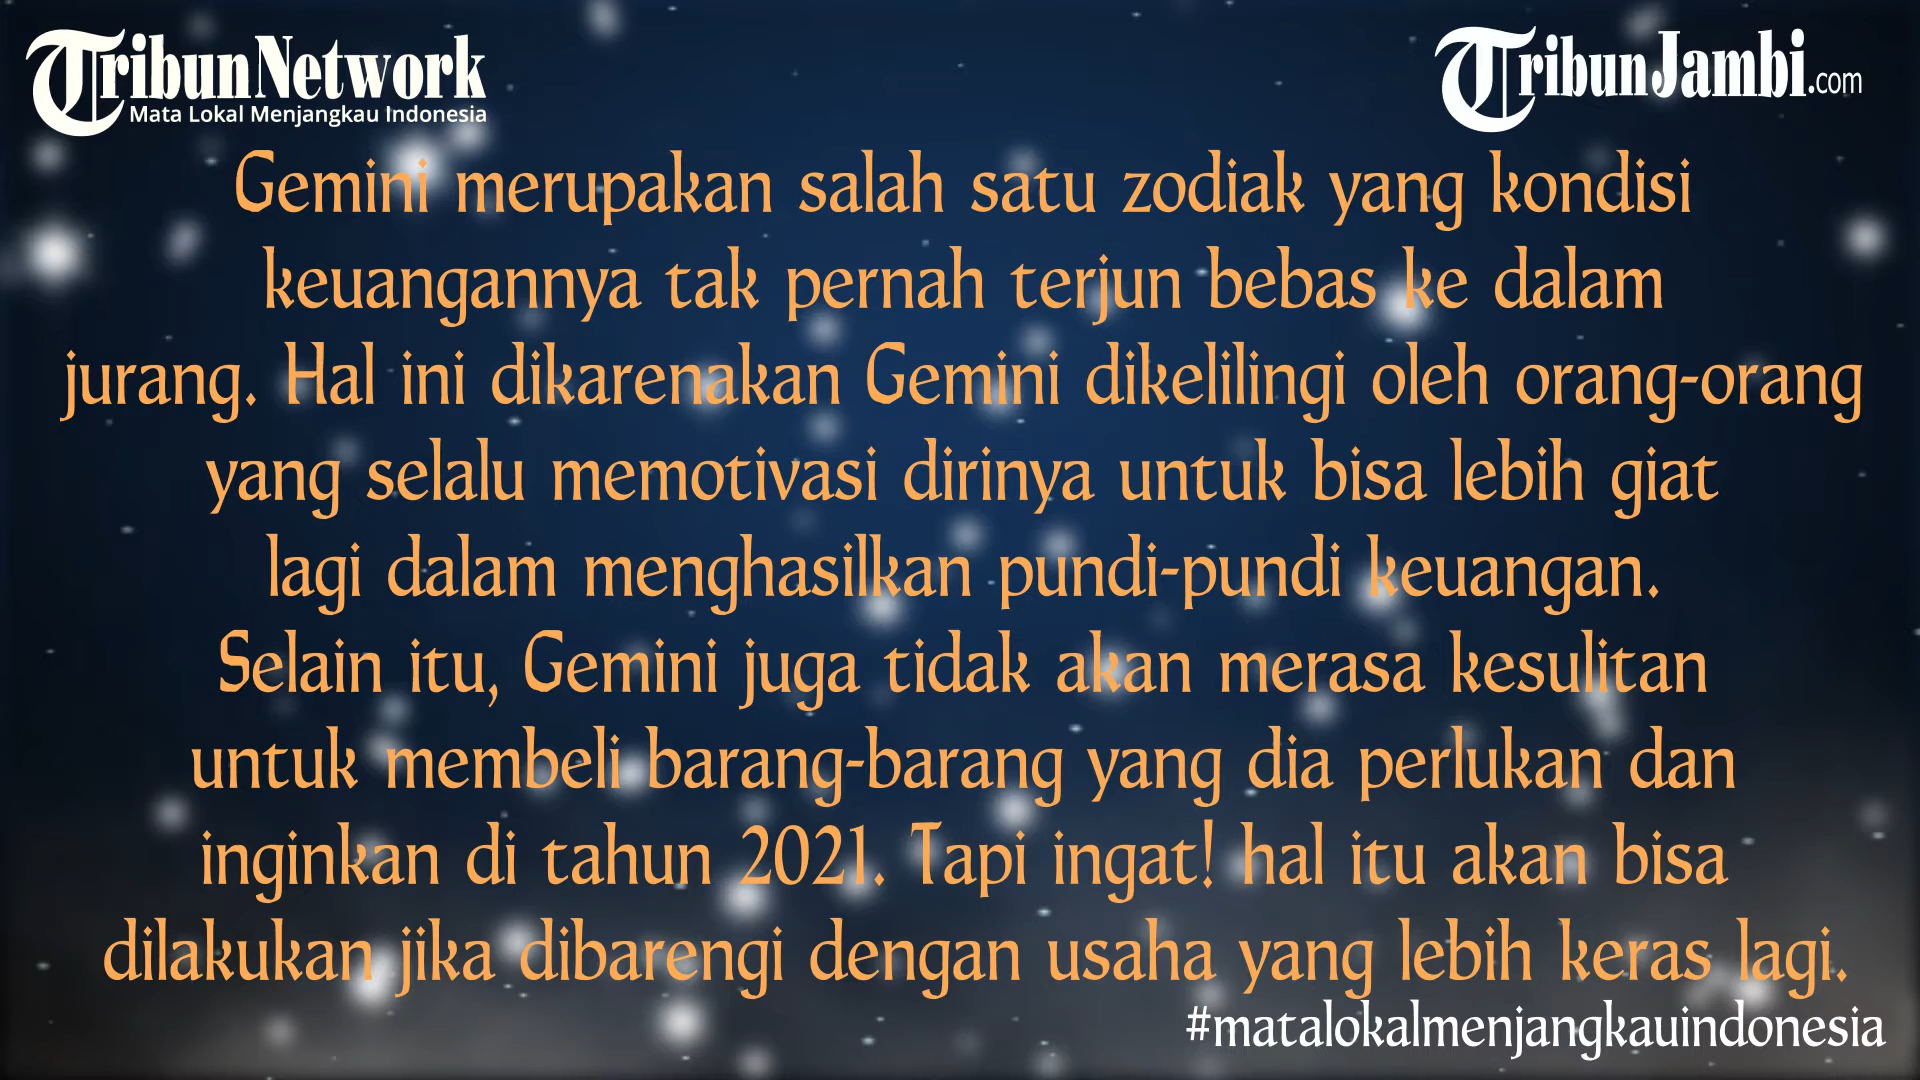 TribunNetwork
Mata Lokal Menjangkau Indonesia
TribunJambi.com
Gemini merupakan salah satu zodiak yang kondisi
keuangannya tak pernah terjun bebas ke dalam
jurang. Hal ini dikarenakan Gemini dikelilingi oleh orang-orang
yang selalu memotivasi dirinya untuk bisa lebih giat
lagi dalam menghasilkan pundi-pundi keuangan.
Selain itu, Gemini juga tidak akan merasa kesulitan
untuk membeli barang-barang yang dia perlukan dan
inginkan di tahun 2021. Tapi ingat! hal itu akan bisa
dilakukan jika dibarengi dengan usaha yang lebih keras lagi.
#matalokalmenjangkauindonesia